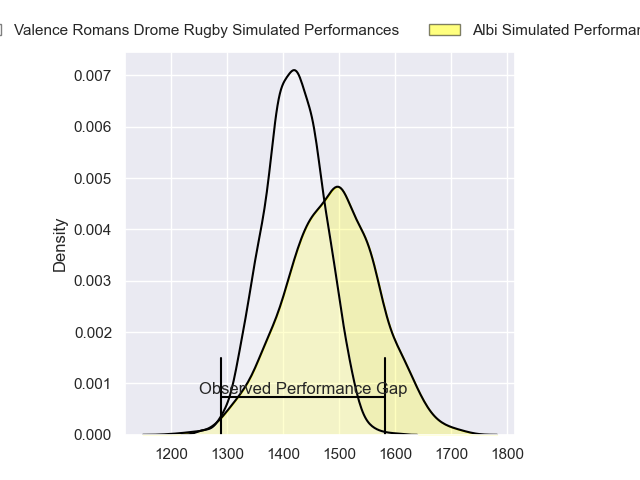 Valence Romans Drome Rugby Simulated Performances
Albi Simulated
0.007
0.006
0.005
0.004
0.003
0.002
0.001
0.000
Density
Observed Performance Gap
1200 1300 1400 1500 1600 1700 1800